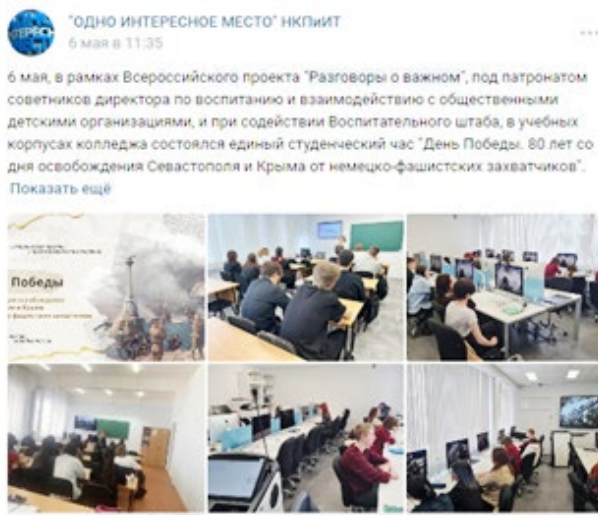 "ОДНО ИНТЕРЕСНОЕ МЕСТО" НКПиИТ
6 мая в 11:35
6 мая, в рамках Всероссийского проекта "Разговоры о важном", под патронатом
советников директора по воспитанию и взаимодействию с общественными
детскими организациями, и при содействии Воспитательного штаба, в учебных
корпусах колледжа состоялся единый студенческий час "День Победы. 80 лет со
дня освобождения Севастополя и Крыма от немецко-фашистских захватчиков".
Показать ещё
Победы